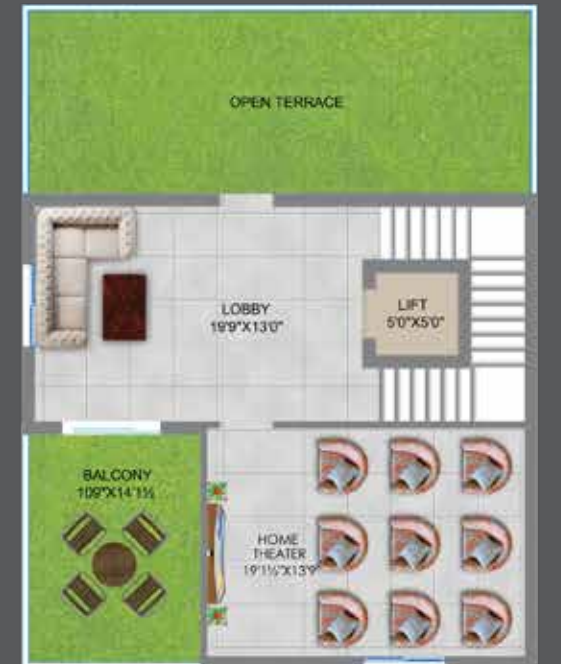 OPEN TERRACE
LOBBY
19'9"X13'0"
LIFT
5'0"X5'0"
BALCONY
10'9"X14'1½
HOME
THEATER
19'1½"X13'9"